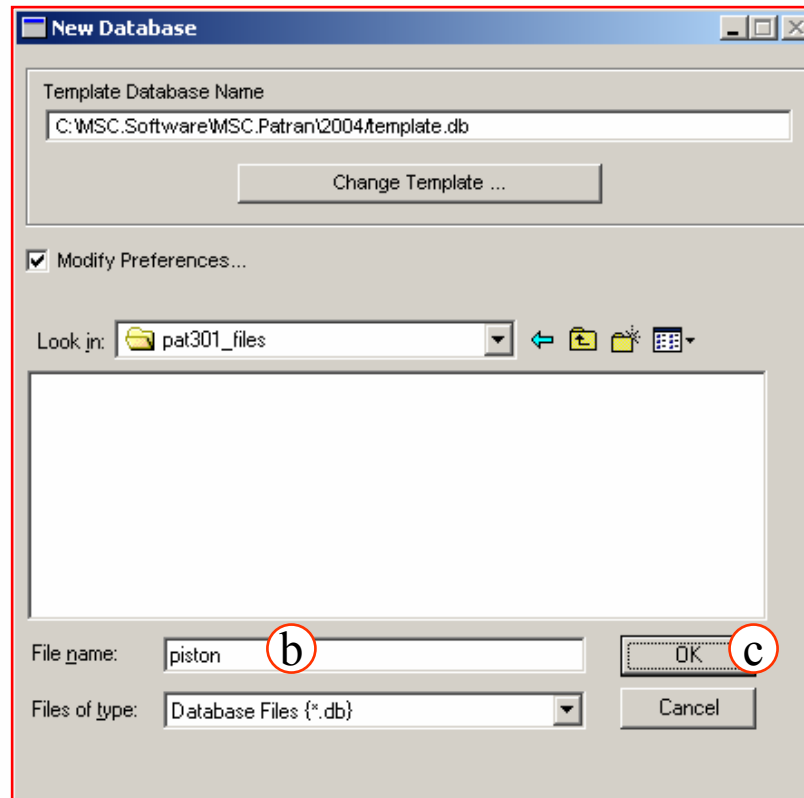 New Database
Template Database Name
C:\MSC.Software\MSC.Patran\2004/template.db
Change Template ...
Modify Preferences...
Look in: pat301_files
File name: piston b OK c
Files of type: Database Files {*.db} Cancel